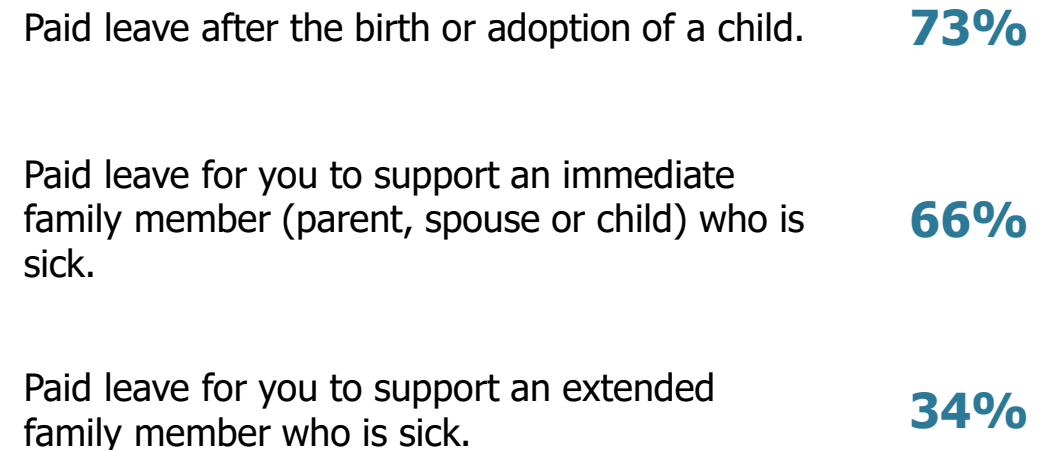 Paid leave after the birth or adoption of a child. 73%
Paid leave for you to support an immediate
family member (parent, spouse or child) who is 66%
sick.
Paid leave for you to support an extended
family member who is sick. 34%